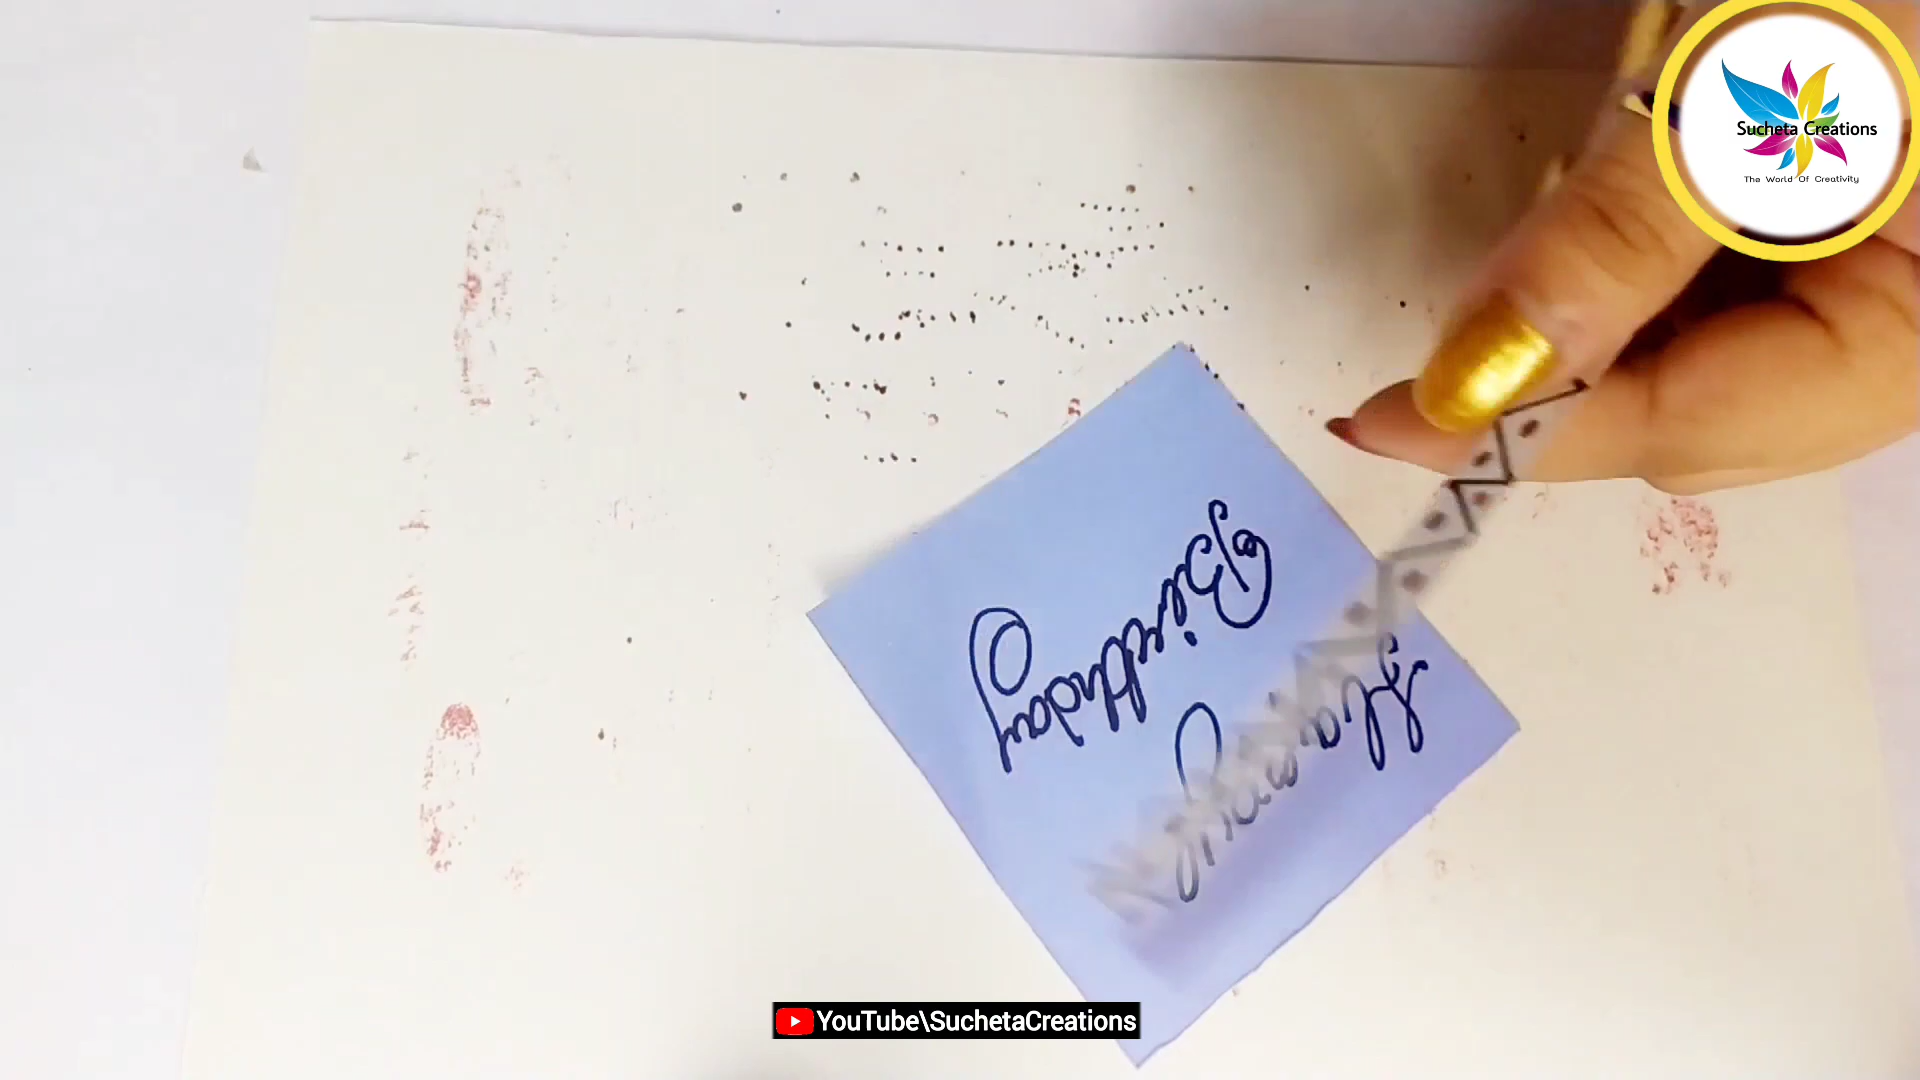 Sucheta Creations
The World Of Creativity
Happy
Birthday
YouTube\SuchetaCreations